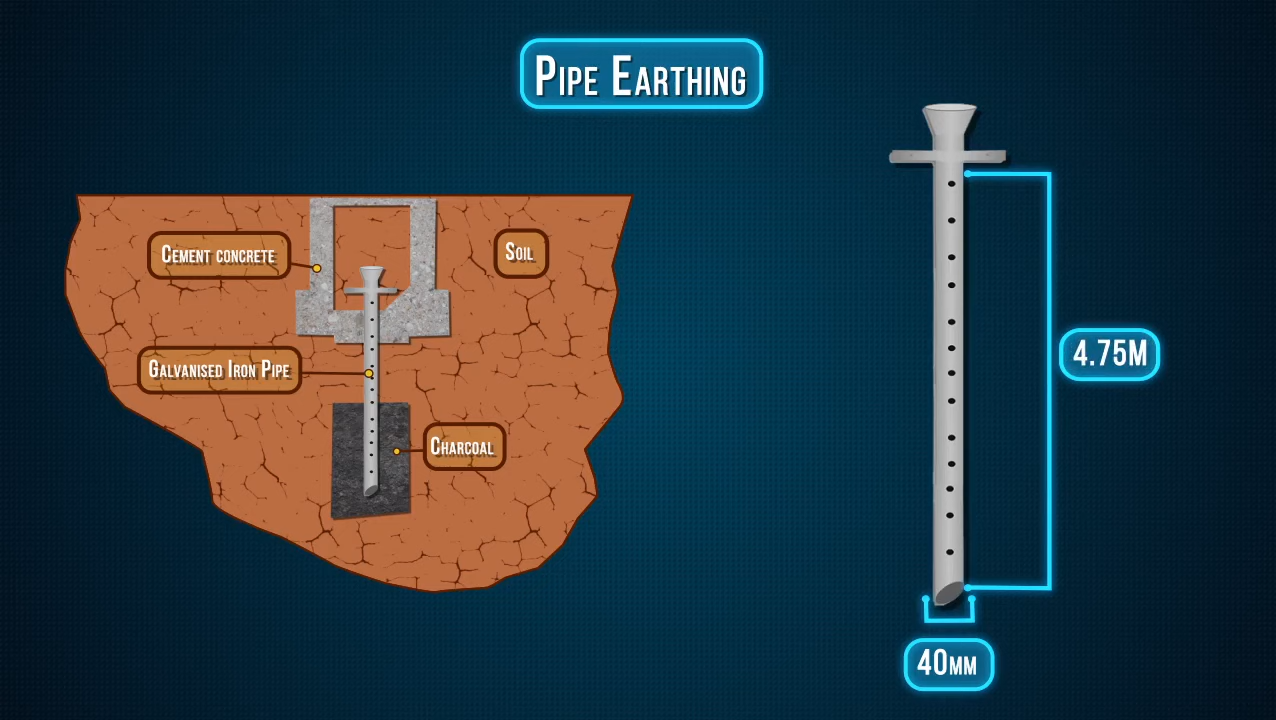 Pipe Earthing
Cement concrete
Soil
Galvanised Iron Pipe
Charcoal
4.75M
40mm